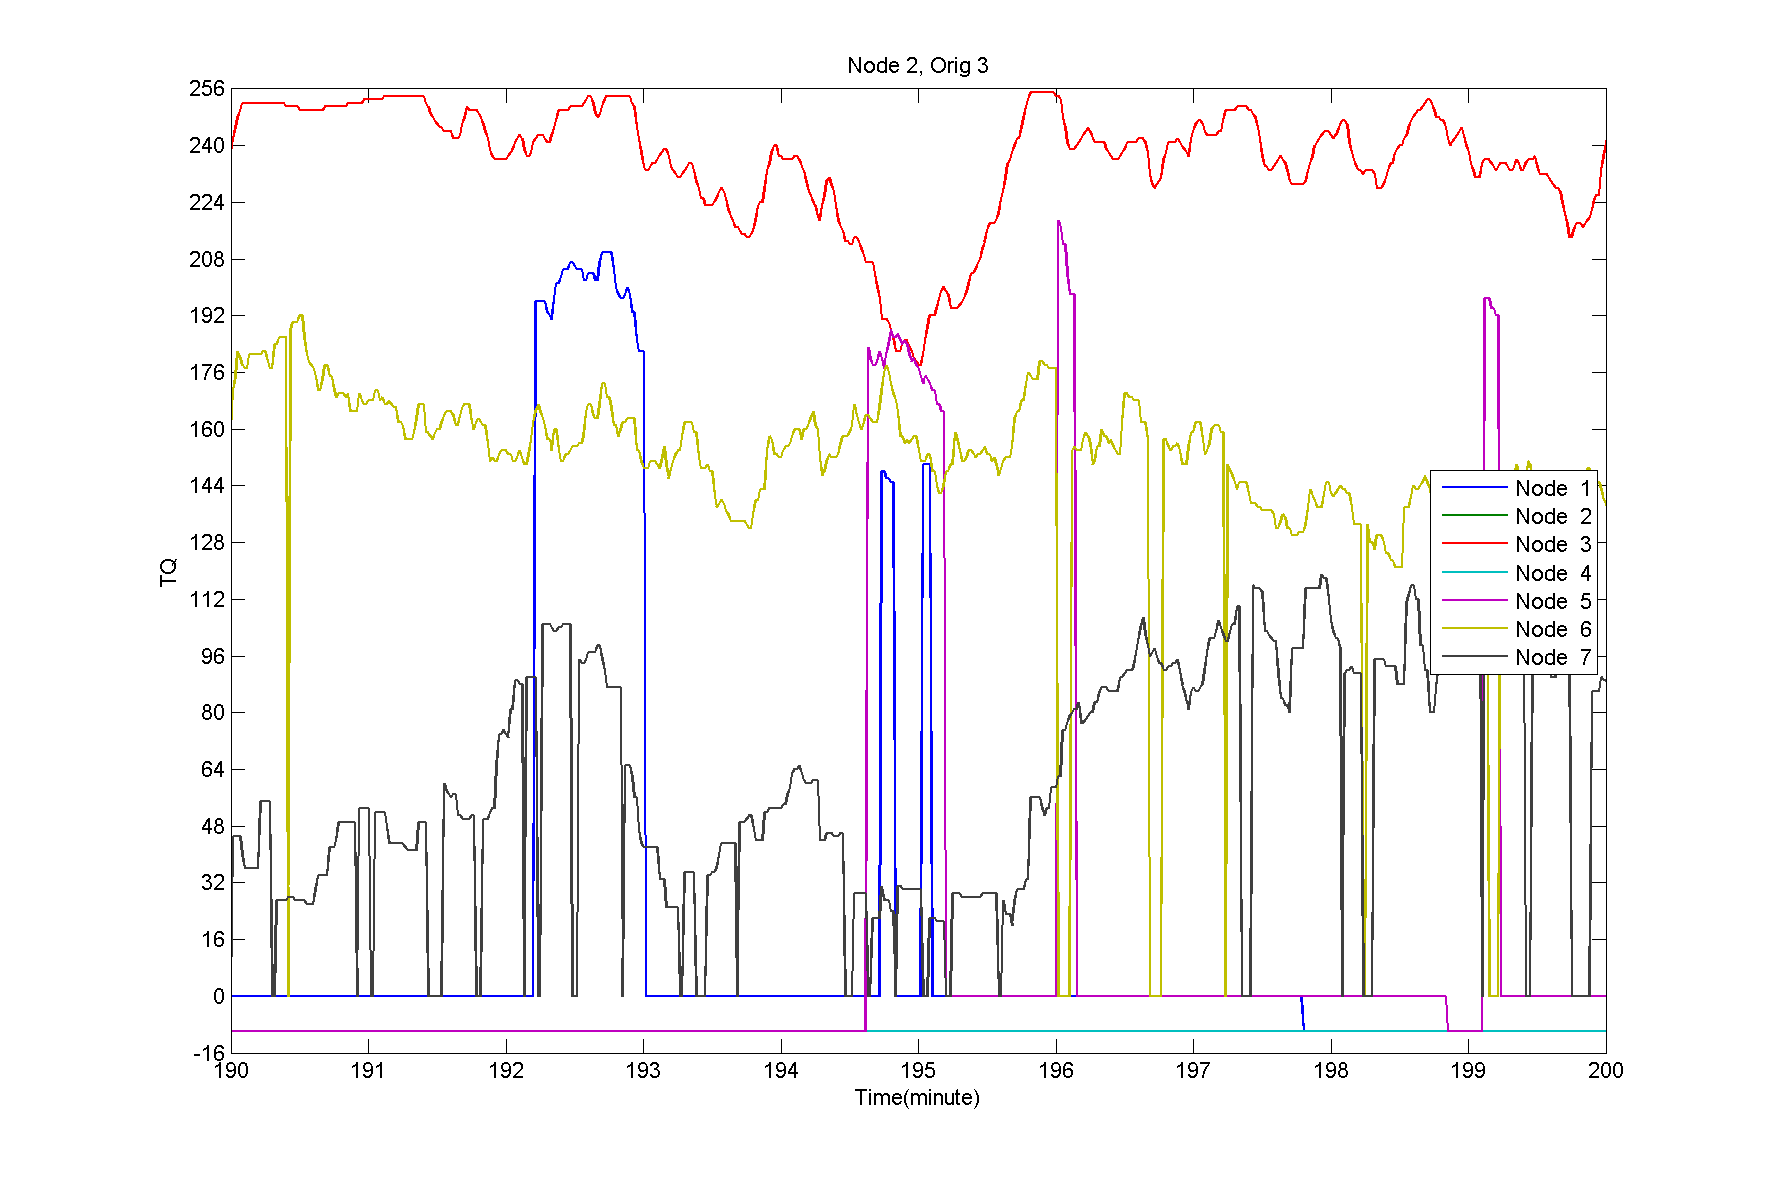 Node 2, Orig 3
256
240
224
208
192
176
160
144
128
112
96
80
64
48
32
16
0
-16
TQ
Node 1
Node 2
Node 3
Node 4
Node 5
Node 6
Node 7
190 191 192 193 194 195 196 197 198 199 200
Time(minute)